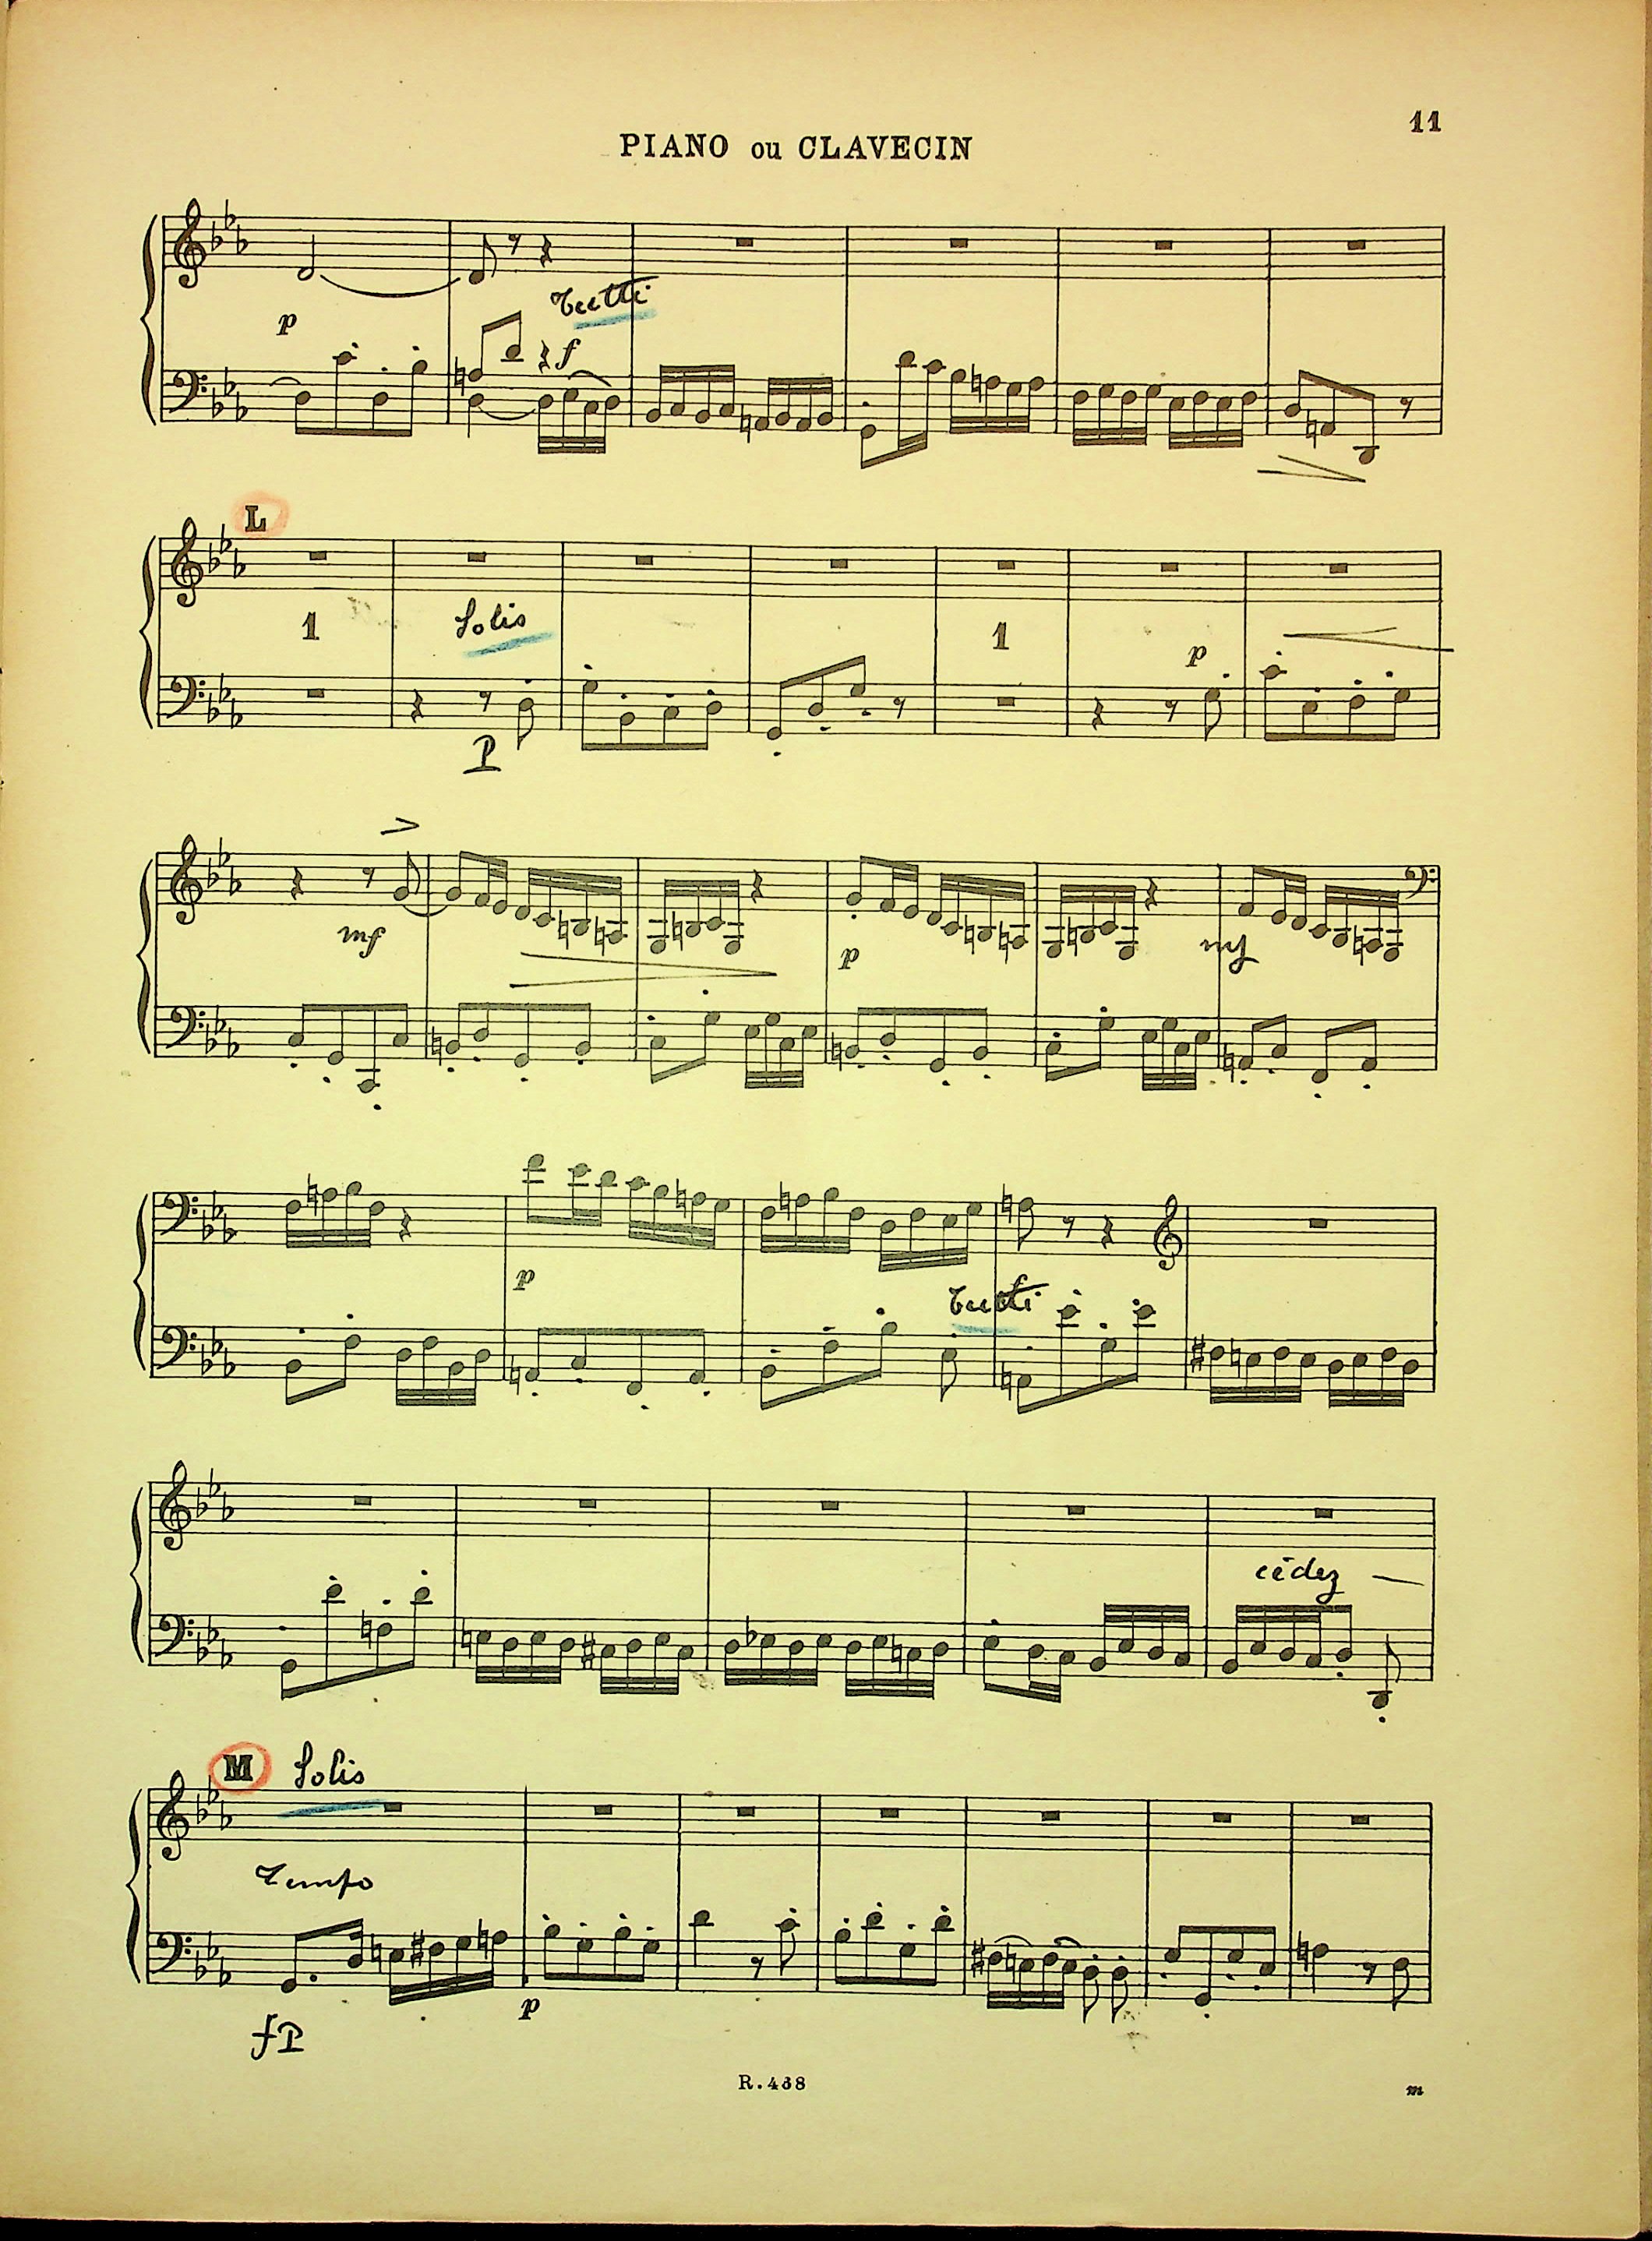 11
PIANO ou CLAVECIN
Tutti
p
f
L
1
Solis
1
p
P
mf
p
mf
p
Tutti
f
cédez
M Solis
Tempo
p
fP
R. 438
m